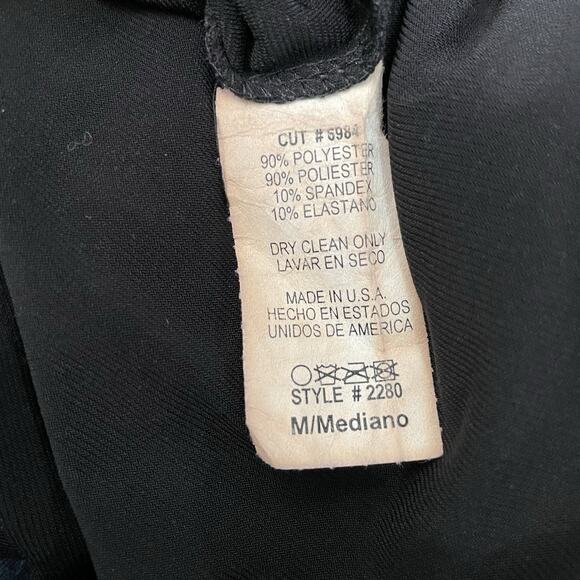 CUT # 6984
90% POLYESTER
90% POLIESTER
10% SPANDEX
10% ELASTANO
DRY CLEAN ONLY
LAVAR EN SECO
MADE IN U.S.A.
HECHO EN ESTADOS
UNIDOS DE AMERICA
STYLE # 2280
M/Mediano